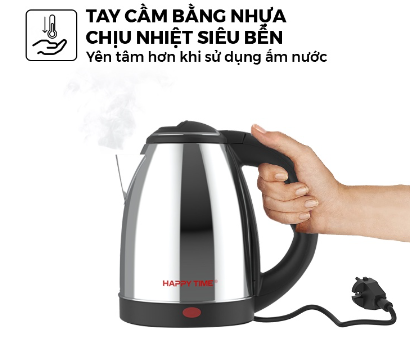 TAY CẦM BẰNG NHỰA
CHỊU NHIỆT SIÊU BỀN
Yên tâm hơn khi sử dụng ấm nước
HAPPY TIME